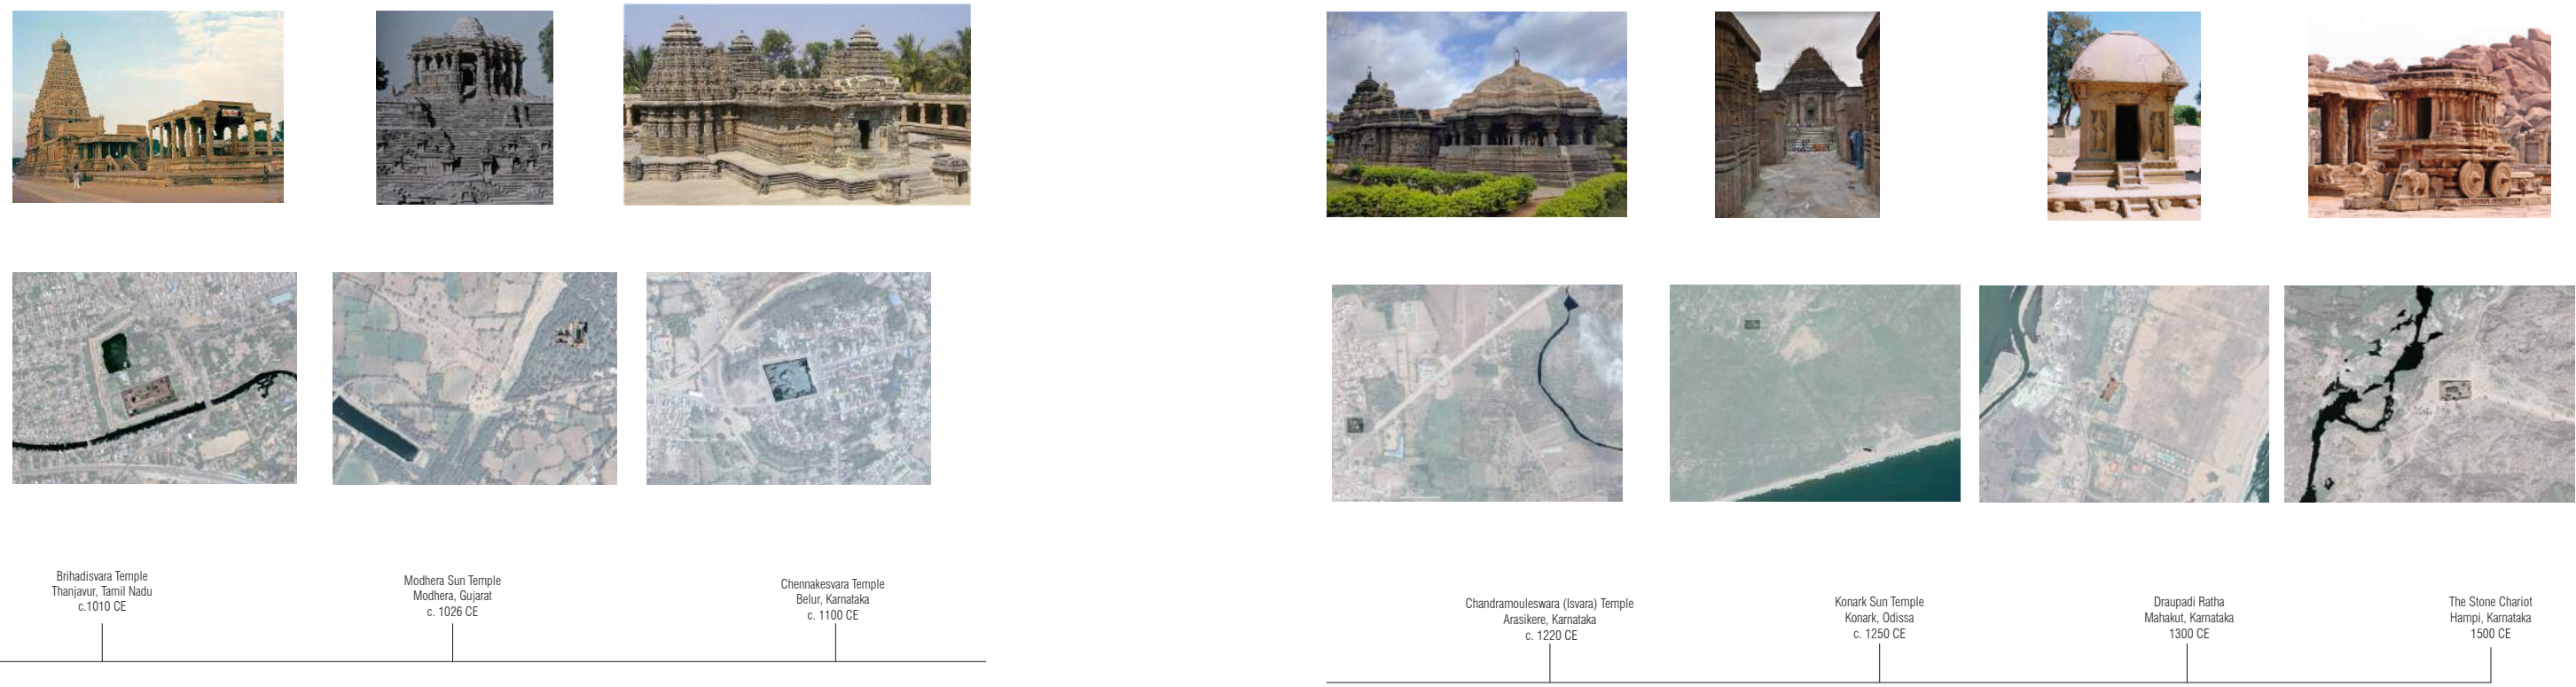 Brihadisvara Temple
Thanjavur, Tamil Nadu
c.1010 CE
Modhera Sun Temple
Modhera, Gujarat
c. 1026 CE
Chennakesvara Temple
Belur, Karnataka
c. 1100 CE
Chandramouleswara (Isvara) Temple
Arasikere, Karnataka
c. 1220 CE
Konark Sun Temple
Konark, Odissa
c. 1250 CE
Draupadi Ratha
Mahakut, Karnataka
1300 CE
The Stone Chariot
Hampi, Karnataka
1500 CE